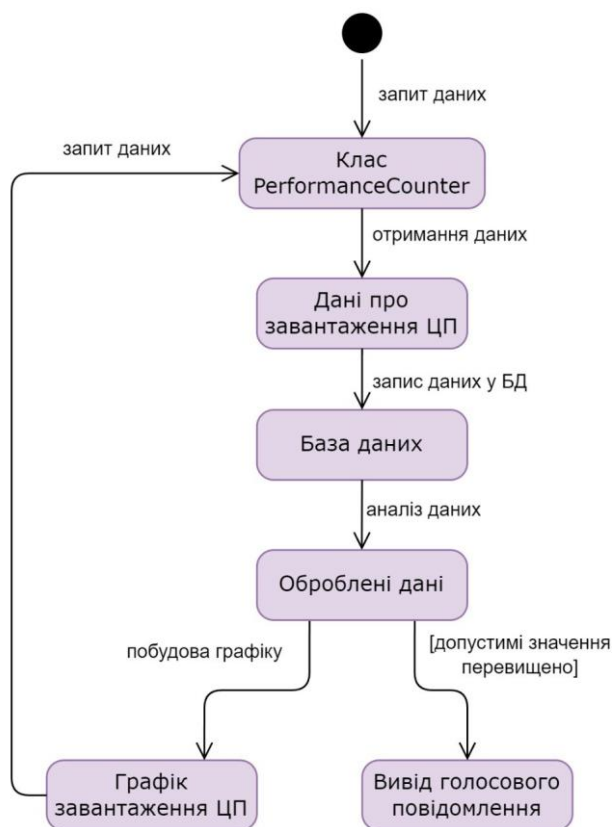 запит даних
запит даних
Клас
PerformanceCounter
отримання даних
Дані про
завантаження ЦП
запис даних у БД
База даних
аналіз даних
Оброблені дані
побудова графіку
[допустимі значення
перевищено]
Графік
завантаження ЦП
Вивід голосового
повідомлення